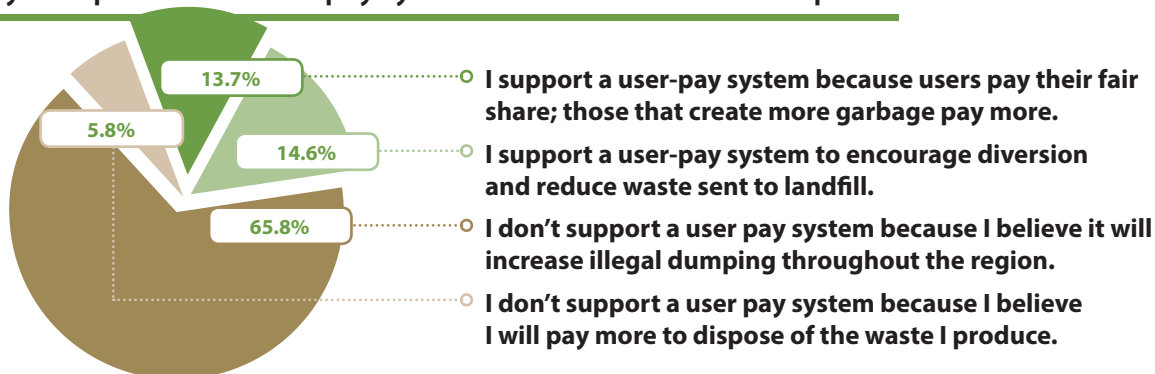 13.7%
I support a user-pay system because users pay their fair
share; those that create more garbage pay more.
5.8%
14.6%
I support a user-pay system to encourage diversion
and reduce waste sent to landfill.
65.8%
I don’t support a user pay system because I believe it will
increase illegal dumping throughout the region.
I don’t support a user pay system because I believe
I will pay more to dispose of the waste I produce.